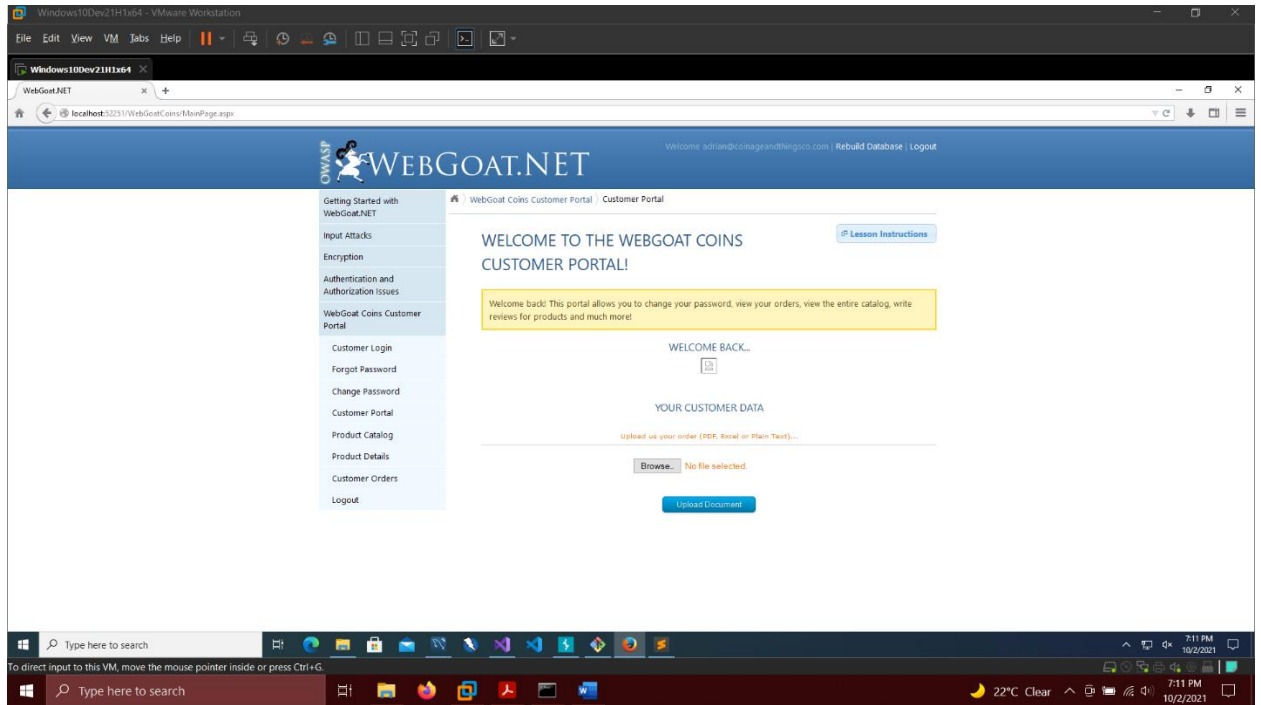 Windows10Dev21H1x64 - VMware Workstation
File Edit View VM Tabs Help
Windows10Dev21H1x64
WebGoat.NET
localhost:52251/WebGoatCoins/MainPage.aspx
OWASP
WEBGOAT.NET
Welcome adrian@coinageandthingsco.com | Rebuild Database | Logout
Getting Started with
WebGoat.NET
Input Attacks
Encryption
Authentication and
Authorization Issues
WebGoat Coins Customer
Portal
Customer Login
Forgot Password
Change Password
Customer Portal
Product Catalog
Product Details
Customer Orders
Logout
WebGoat Coins Customer Portal Customer Portal
Lesson Instructions
WELCOME TO THE WEBGOAT COINS
CUSTOMER PORTAL!
Welcome back! This portal allows you to change your password, view your orders, view the entire catalog, write
reviews for products and much more!
WELCOME BACK...
YOUR CUSTOMER DATA
Upload us your order (PDF, Excel or Plain Text)...
Browse_ No file selected.
Upload Document
Type here to search
7:11 PM
10/2/2021
To direct input to this VM, move the mouse pointer inside or press Ctrl+G.
Type here to search
22°C Clear
7:11 PM
10/2/2021